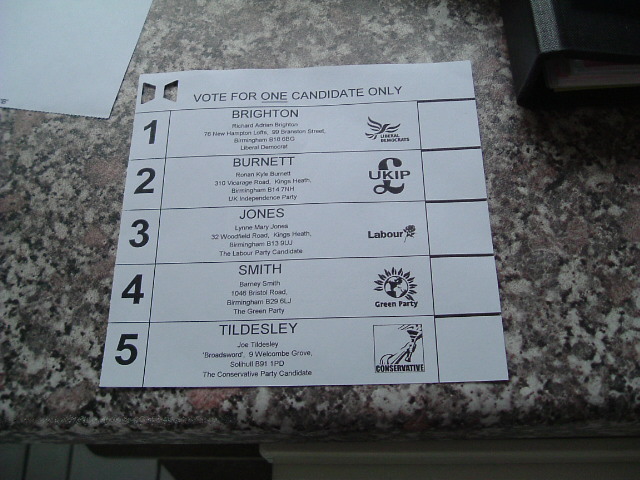 VOTE FOR ONE CANDIDATE ONLY
1
BRIGHTON
Richard Adrian Brighton
76 New Hampton Lofts, 99 Branston Street,
Birmingham B18 6BG
Liberal Democrat
LIBERAL
DEMOCRATS
2
BURNETT
Ronan Kyle Burnett
310 Vicarage Road, Kings Heath,
Birmingham B14 7NH
UK Independence Party
UKIP
3
JONES
Lynne Mary Jones
32 Woodfield Road, Kings Heath,
Birmingham B13 9UJ
The Labour Party Candidate
Labour
4
SMITH
Barney Smith
1046 Bristol Road,
Birmingham B29 6LJ
The Green Party
Green Party
5
TILDESLEY
Joe Tildesley
'Broadsword', 9 Welcombe Grove,
Solihull B91 1PD
The Conservative Party Candidate
CONSERVATIVE